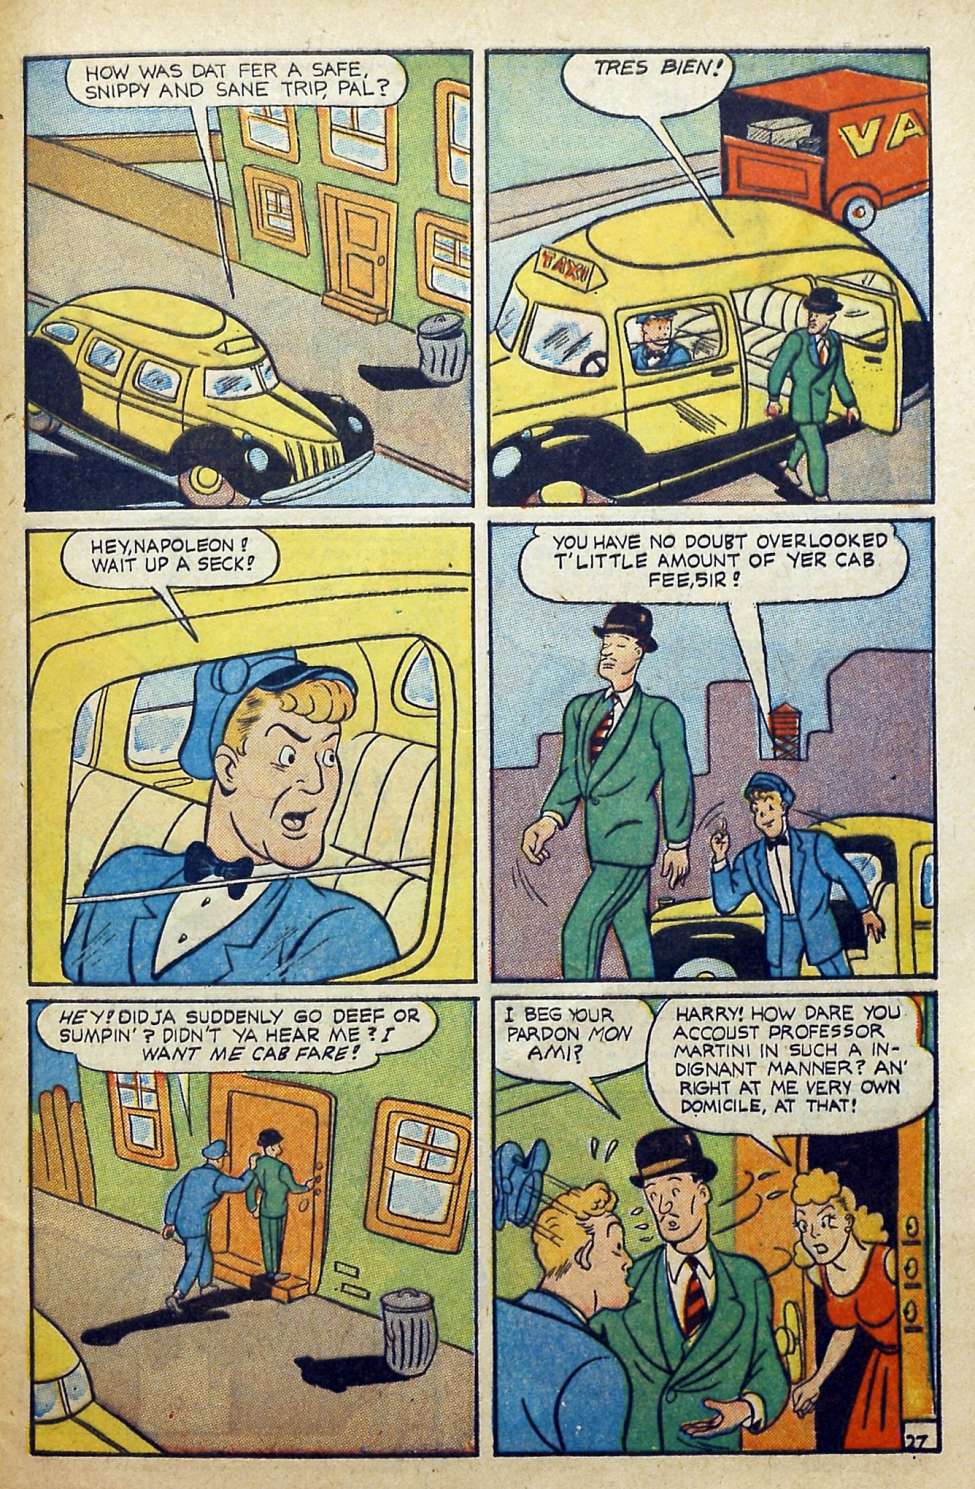 HOW WAS DAT FER A SAFE,
SNIPPY AND SANE TRIP, PAL?
TRES BIEN!
VA
TAXI
HEY, NAPOLEON!
WAIT UP A SECK!
YOU HAVE NO DOUBT OVERLOOKED
T'LITTLE AMOUNT OF YER CAB
FEE, SIR!
HEY! DIDJA SUDDENLY GO DEEF OR
SUMPIN'? DIDN'T YA HEAR ME? I
WANT ME CAB FARE!
I BEG YOUR
PARDON MON
AMI?
HARRY! HOW DARE YOU
ACCOUST PROFESSOR
MARTINI IN SUCH A IN-
DIGNANT MANNER? AN'
RIGHT AT ME VERY OWN
DOMICILE, AT THAT!
27